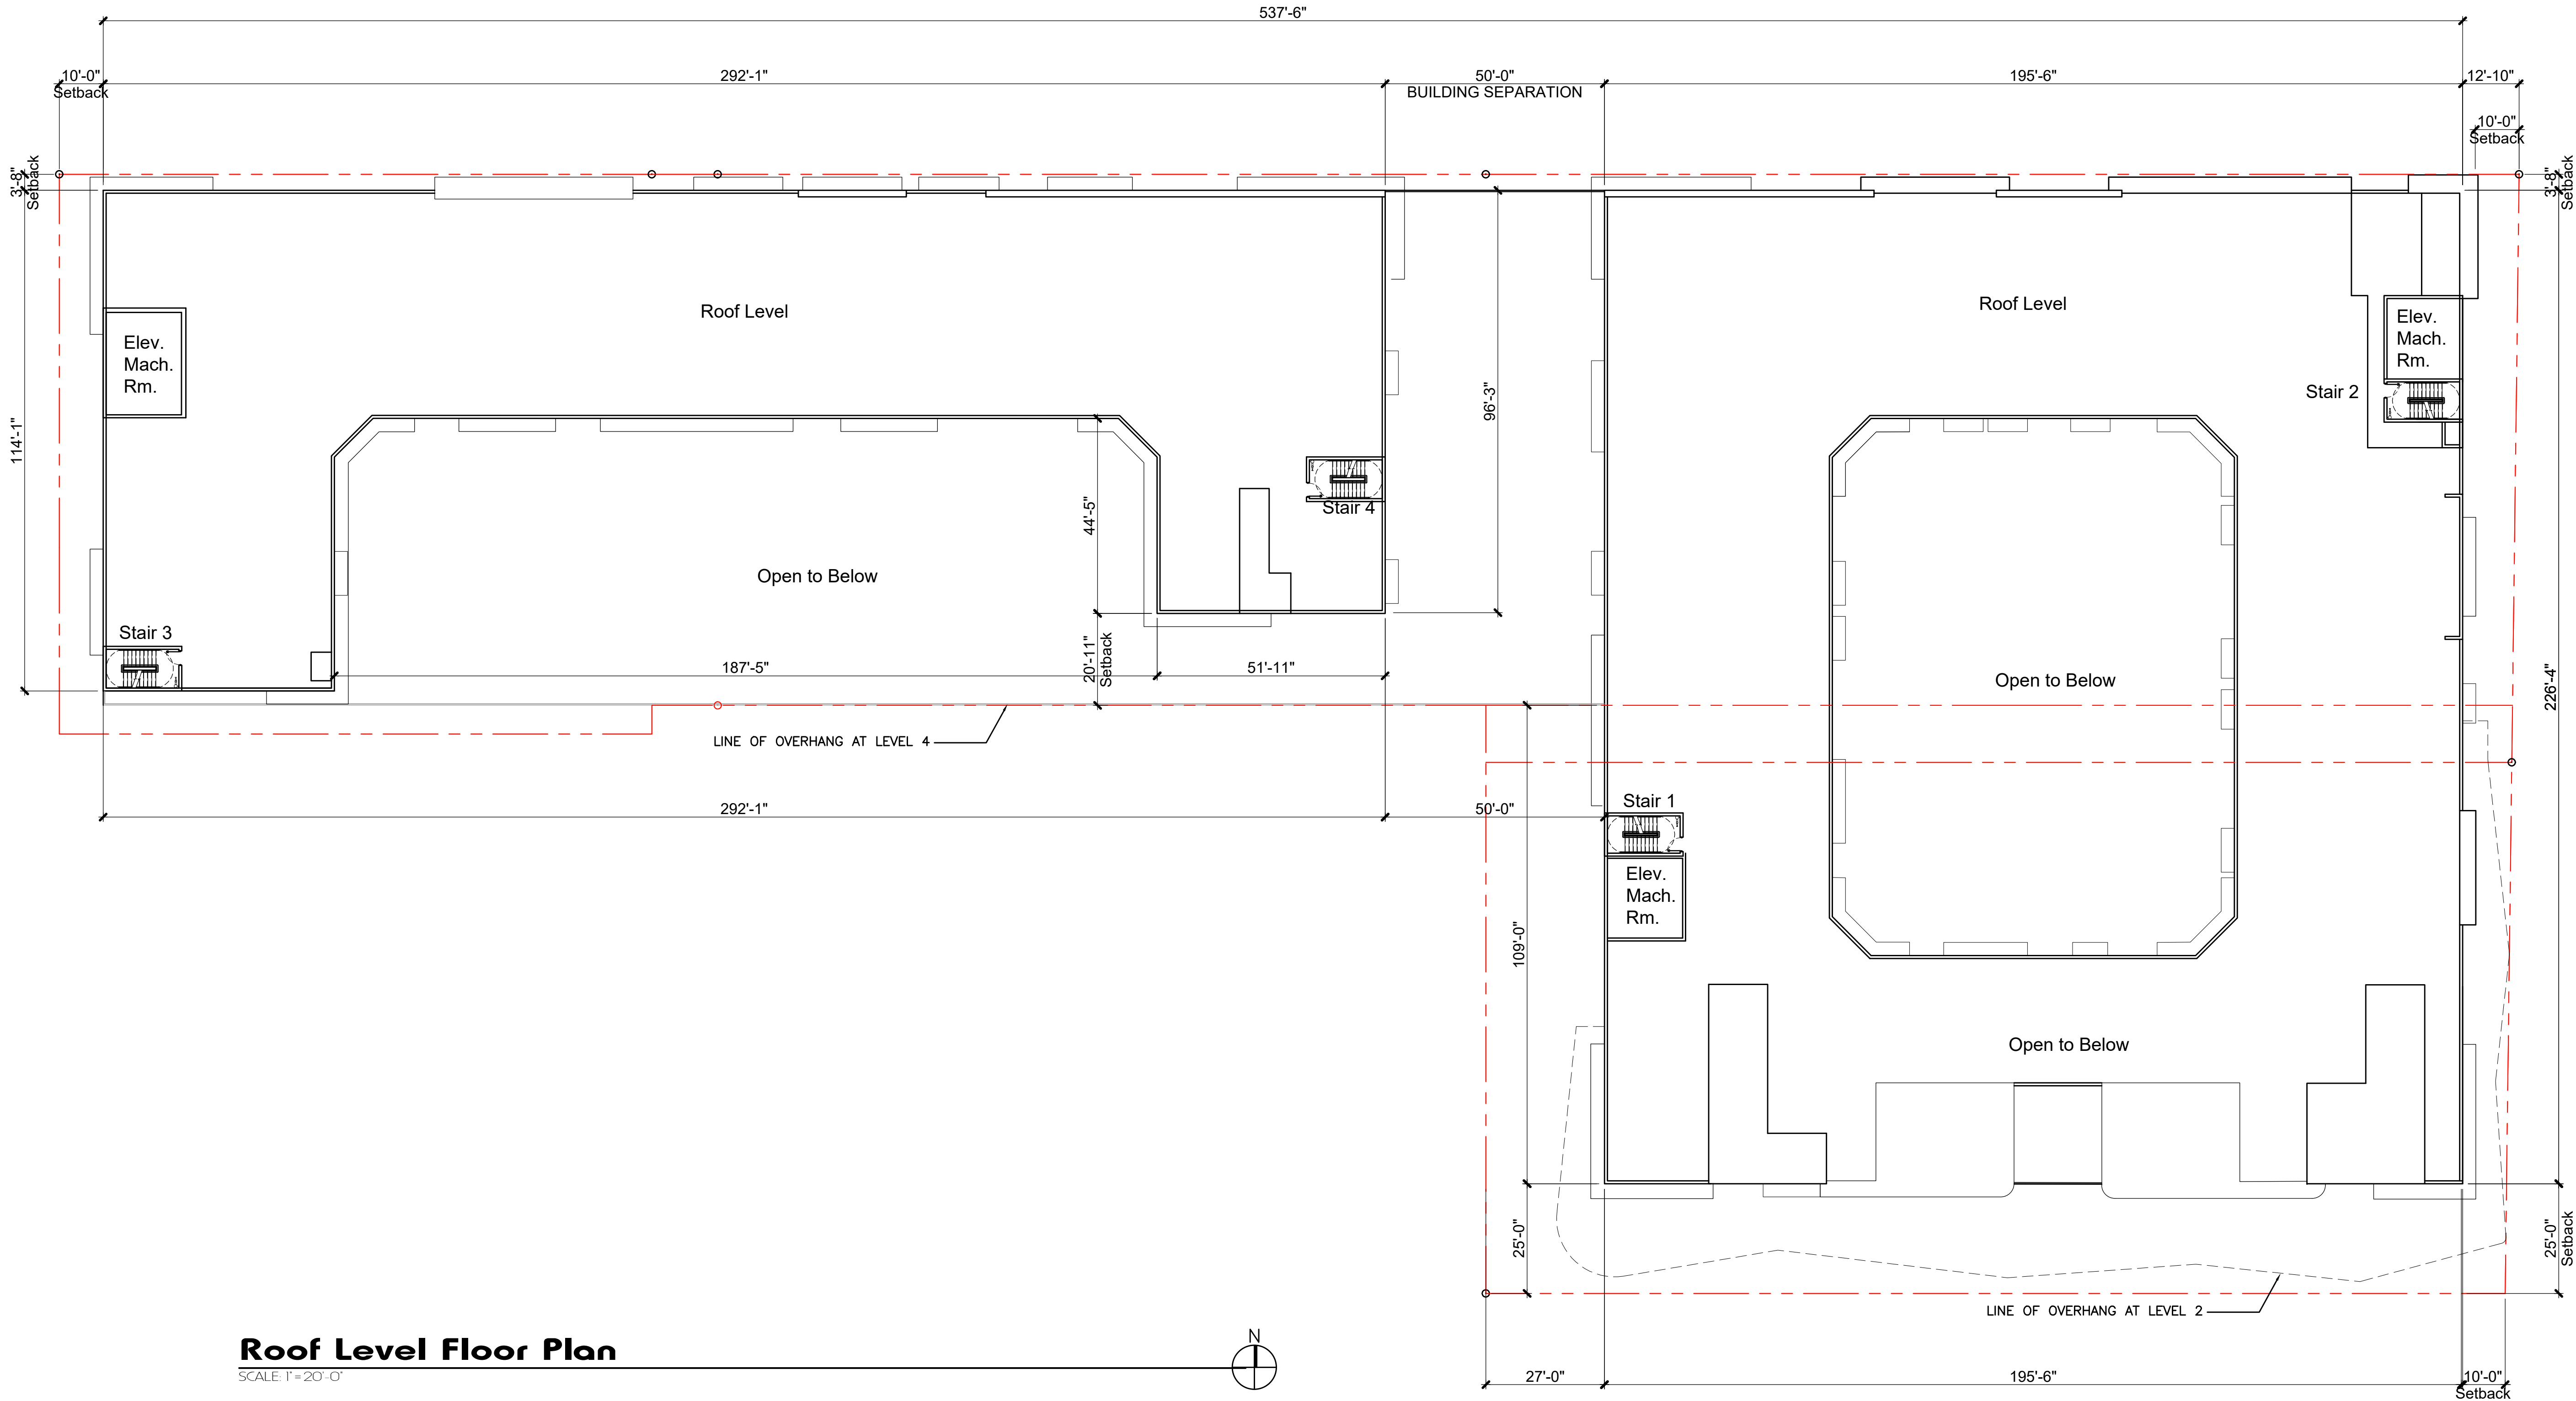 537'-6"
10'-0"
Setback
292'-1"
50'-0"
BUILDING SEPARATION
195'-6"
12'-10"
10'-0"
Setback
3'-8"
Setback
3'-8"
Setback
Roof Level
Roof Level
Elev.
Mach.
Rm.
Elev.
Mach.
Rm.
Stair 2
96'-3"
114'-1"
44'-5"
Stair 4
Open to Below
Stair 3
187'-5"
20'-11"
Setback
51'-11"
Open to Below
226'-4"
LINE OF OVERHANG AT LEVEL 4
292'-1"
50'-0"
Stair 1
Elev.
Mach.
Rm.
109'-0"
Open to Below
25'-0"
25'-0"
Setback
LINE OF OVERHANG AT LEVEL 2
N
Roof Level Floor Plan
SCALE: 1"=20'-0"
27'-0"
195'-6"
10'-0"
Setback